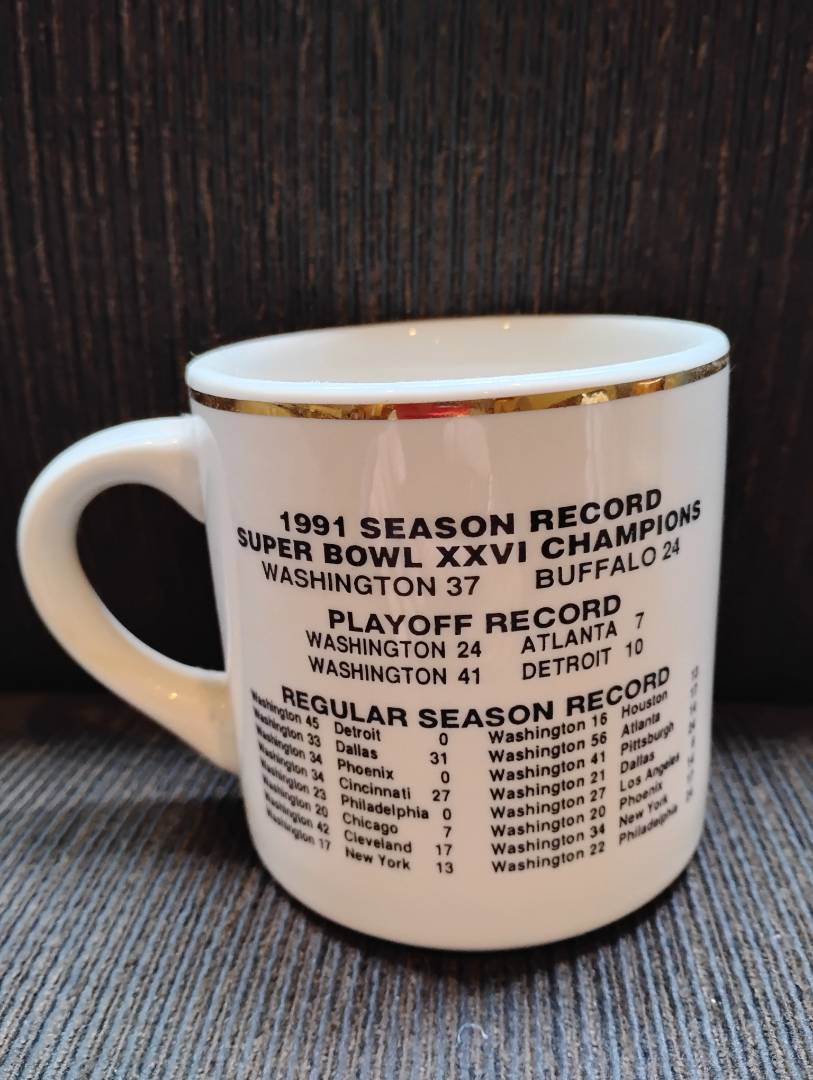 1991 SEASON RECORD
SUPER BOWL XXVI CHAMPIONS
WASHINGTON 37 BUFFALO 24
PLAYOFF RECORD
WASHINGTON 24 ATLANTA 7
WASHINGTON 41 DETROIT 10
REGULAR SEASON RECORD
Washington 45 Detroit 0 Washington 16 Houston
Washington 33 Dallas 31 Washington 56 Atlanta
Washington 34 Phoenix 0 Washington 41 Pittsburgh
Washington 34 Cincinnati 27 Washington 21 Dallas
Washington 23 Philadelphia 0 Washington 27 Los Angeles
Washington 20 Chicago 7 Washington 20 Phoenix
Washington 42 Cleveland 17 Washington 34 New York
Washington 17 New York 13 Washington 22 Philadelphia